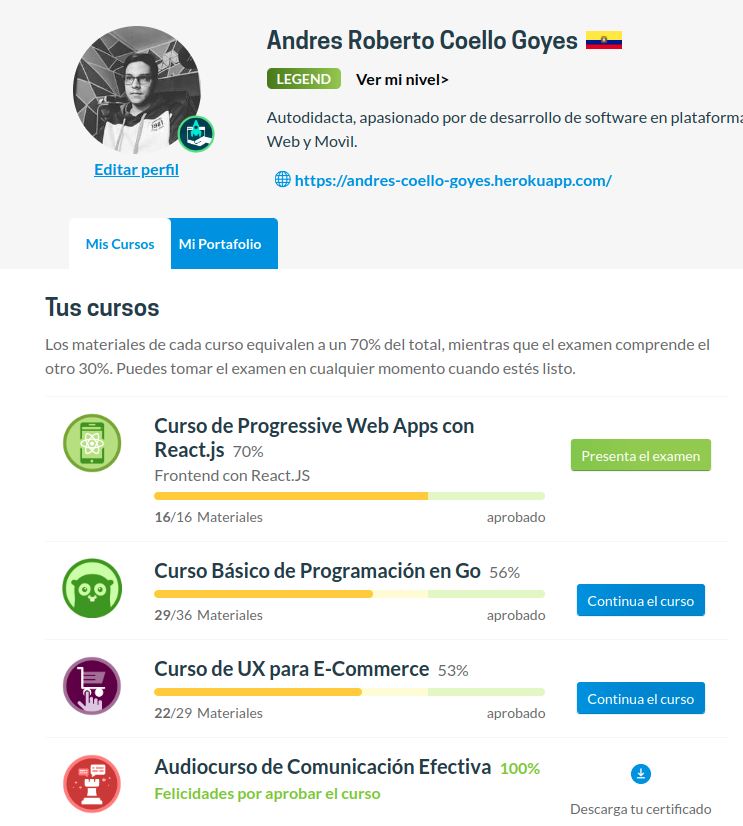 Andres Roberto Coello Goyes
LEGEND Ver mi nivel>
Autodidacta, apasionado por de desarrollo de software en plataforma
Web y Movìl.
Editar perfil
https://andres-coello-goyes.herokuapp.com/
Mis Cursos Mi Portafolio
Tus cursos
Los materiales de cada curso equivalen a un 70% del total, mientras que el examen comprende el
otro 30%. Puedes tomar el examen en cualquier momento cuando estés listo.
Curso de Progressive Web Apps con
React.js 70%
Presenta el examen
Frontend con React.JS
16/16 Materiales aprobado
Curso Básico de Programación en Go 56%
Continua el curso
29/36 Materiales aprobado
Curso de UX para E-Commerce 53%
Continua el curso
22/29 Materiales aprobado
Audiocurso de Comunicación Efectiva 100%
Felicidades por aprobar el curso
Descarga tu certificado